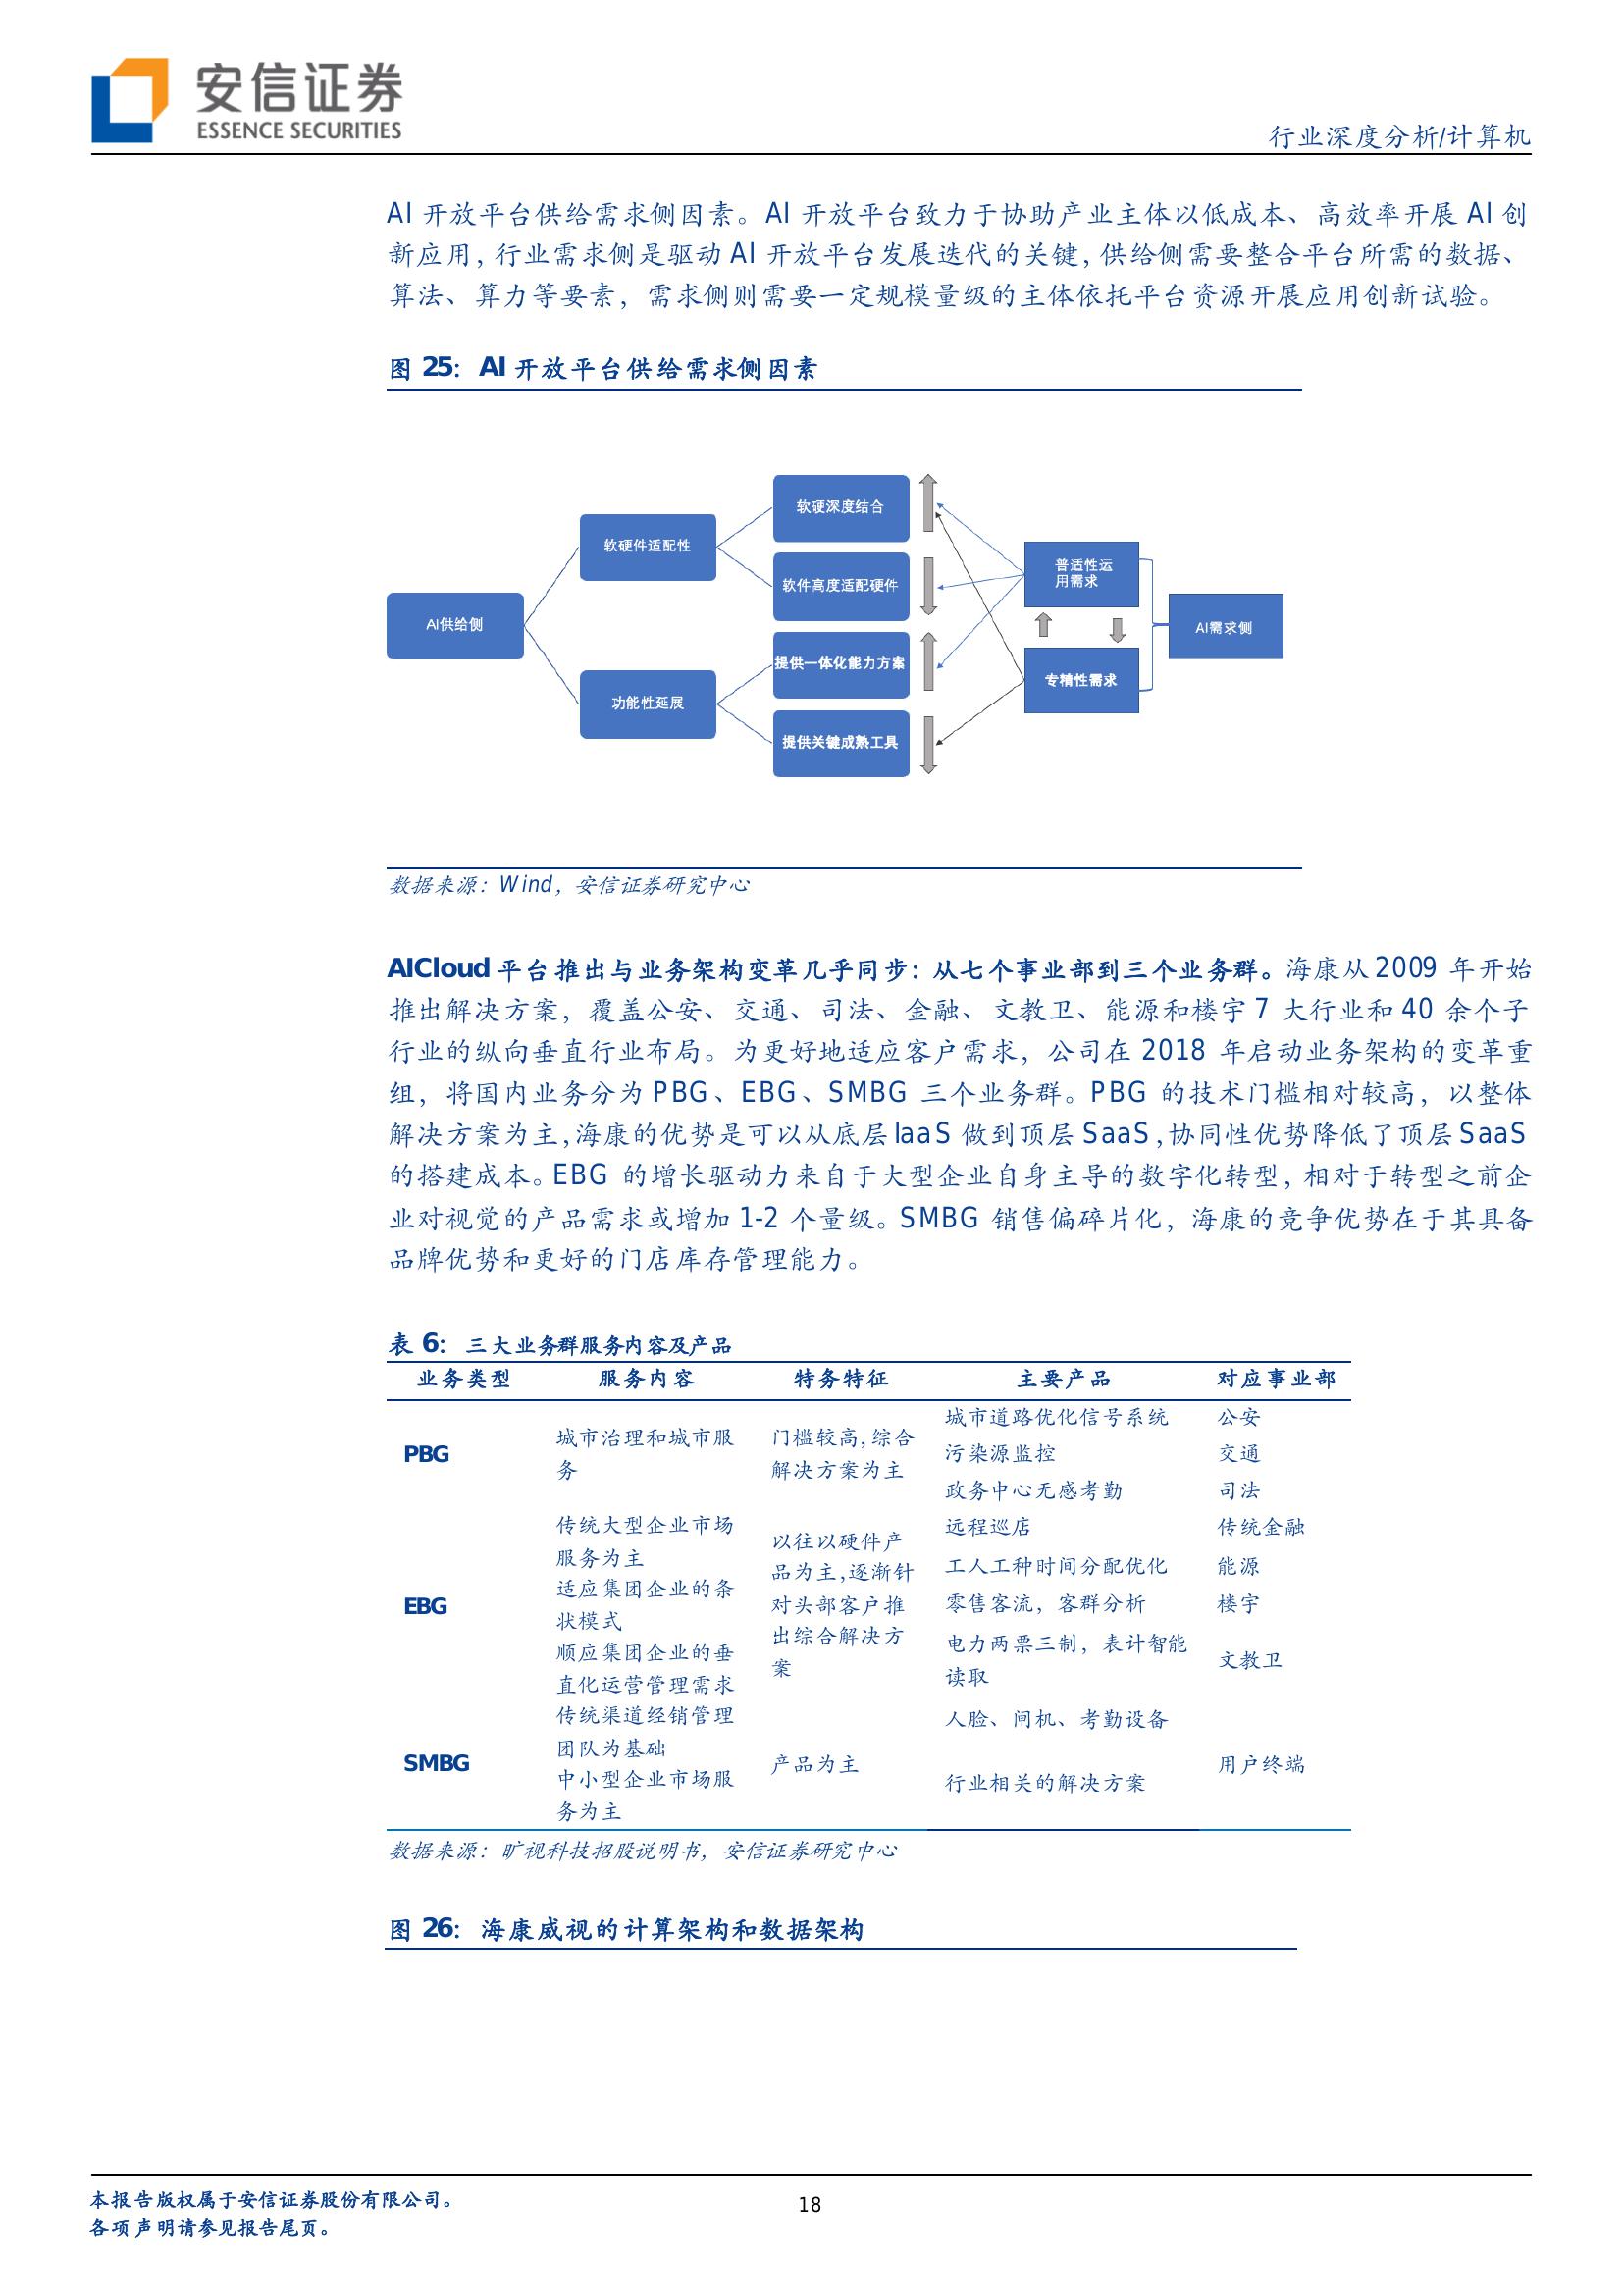 安信证券
ESSENCE SECURITIES
行业深度分析/计算机
AI 开放平台供给需求侧因素。AI 开放平台致力于协助产业主体以低成本、高效率开展 AI 创
新应用，行业需求侧是驱动 AI 开放平台发展迭代的关键，供给侧需要整合平台所需的数据、
算法、算力等要素，需求侧则需要一定规模量级的主体依托平台资源开展应用创新试验。
图 25：AI 开放平台供给需求侧因素
AI供给侧
软硬件适配性
功能性延展
软硬深度结合
软件高度适配硬件
提供一体化能力方案
提供关键成熟工具
普适性运
用需求
专精性需求
AI需求侧
数据来源：Wind，安信证券研究中心
AICloud 平台推出与业务架构变革几乎同步：从七个事业部到三个业务群。海康从 2009 年开始
推出解决方案，覆盖公安、交通、司法、金融、文教卫、能源和楼宇 7 大行业和 40 余个子
行业的纵向垂直行业布局。为更好地适应客户需求，公司在 2018 年启动业务架构的变革重
组，将国内业务分为 PBG、EBG、SMBG 三个业务群。PBG 的技术门槛相对较高，以整体
解决方案为主，海康的优势是可以从底层 IaaS 做到顶层 SaaS，协同性优势降低了顶层 SaaS
的搭建成本。EBG 的增长驱动力来自于大型企业自身主导的数字化转型，相对于转型之前企
业对视觉的产品需求或增加 1-2 个量级。SMBG 销售偏碎片化，海康的竞争优势在于其具备
品牌优势和更好的门店库存管理能力。
表 6：三大业务群服务内容及产品
业务类型 服务内容 特务特征 主要产品 对应事业部
PBG
城市治理和城市服
务
门槛较高，综合
解决方案为主
城市道路优化信号系统
污染源监控
政务中心无感考勤
公安
交通
司法
EBG
传统大型企业市场
服务为主
适应集团企业的条
状模式
顺应集团企业的垂
直化运营管理需求
以往以硬件产
品为主，逐渐针
对头部客户推
出综合解决方
案
远程巡店
工人工种时间分配优化
零售客流，客群分析
电力两票三制，表计智能
读取
传统金融
能源
楼宇
文教卫
SMBG
传统渠道经销管理
团队为基础
中小型企业市场服
务为主
产品为主
人脸、闸机、考勤设备
行业相关的解决方案
用户终端
数据来源：旷视科技招股说明书，安信证券研究中心
图 26：海康威视的计算架构和数据架构
本报告版权属于安信证券股份有限公司。
各项声明请参见报告尾页。
18